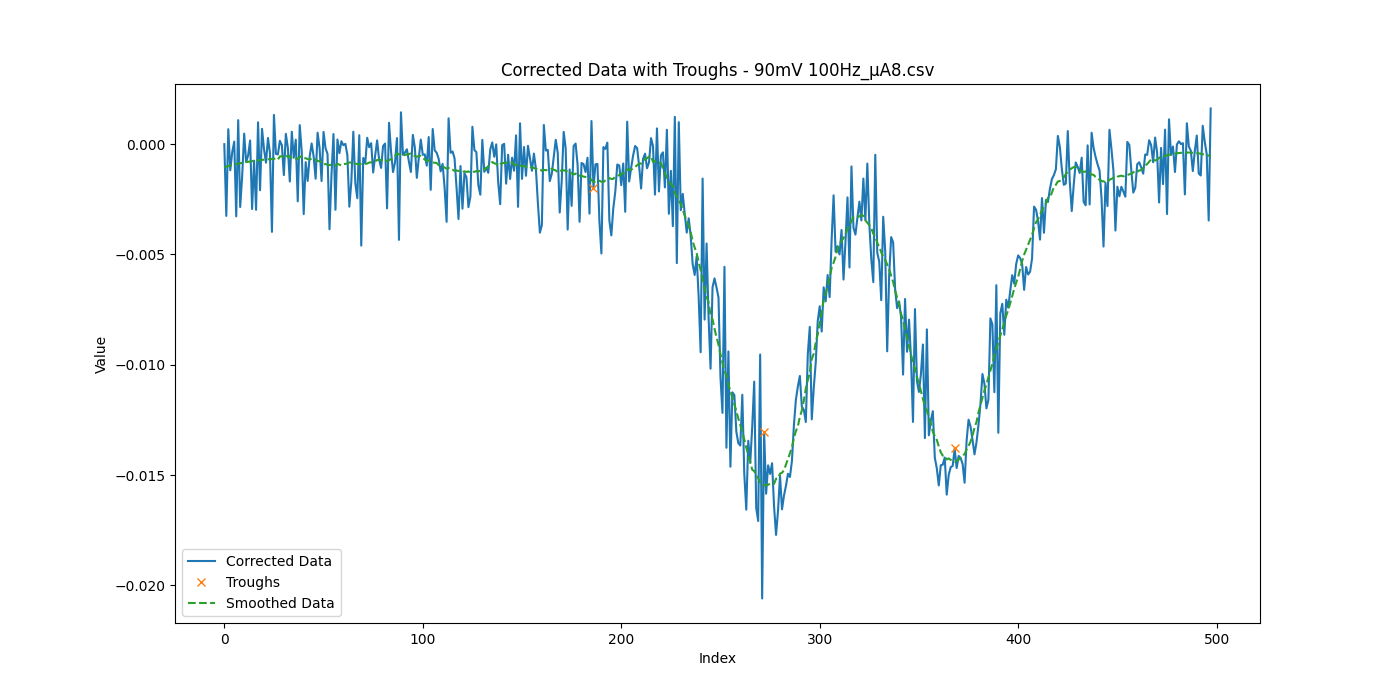 Corrected Data with Troughs - 90mV 100Hz_μA8.csv
0.000
−0.005
−0.010
−0.015
−0.020
Value
Corrected Data
Troughs
Smoothed Data
0 100 200 300 400 500
Index